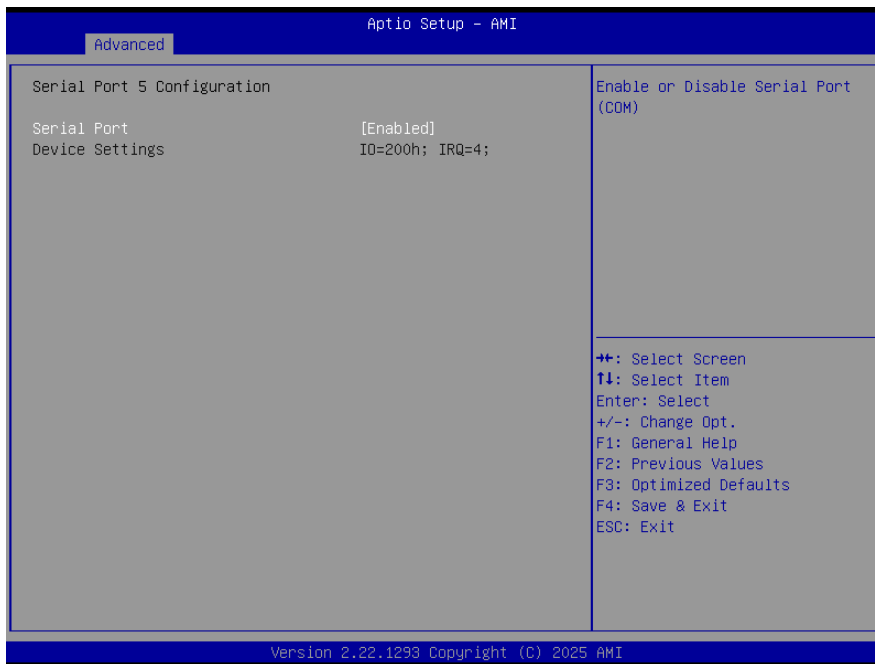 Aptio Setup - AMI
Advanced
Serial Port 5 Configuration
Serial Port [Enabled]
Device Settings IO=200h; IRQ=4;
Enable or Disable Serial Port
(COM)
→←: Select Screen
↑↓: Select Item
Enter: Select
+/-: Change Opt.
F1: General Help
F2: Previous Values
F3: Optimized Defaults
F4: Save & Exit
ESC: Exit
Version 2.22.1293 Copyright (C) 2025 AMI